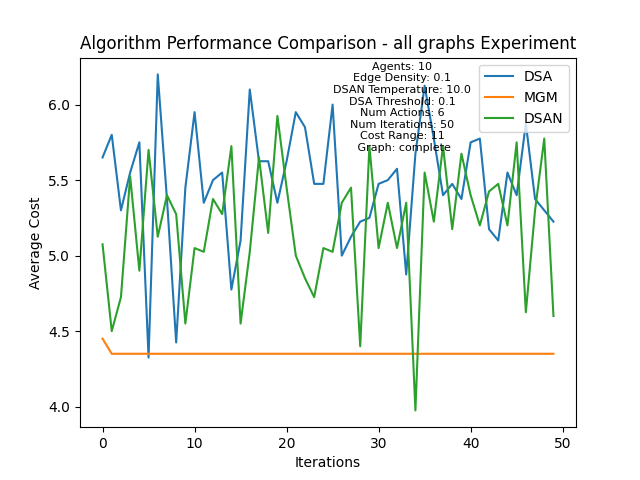 Algorithm Performance Comparison - all graphs Experiment
Agents: 10
Edge Density: 0.1
DSAN Temperature: 10.0
DSA Threshold: 0.1
Num Actions: 6
Num Iterations: 50
Cost Range: 11
Graph: complete
DSA
MGM
DSAN
Average Cost
6.0
5.5
5.0
4.5
4.0
0 10 20 30 40 50
Iterations